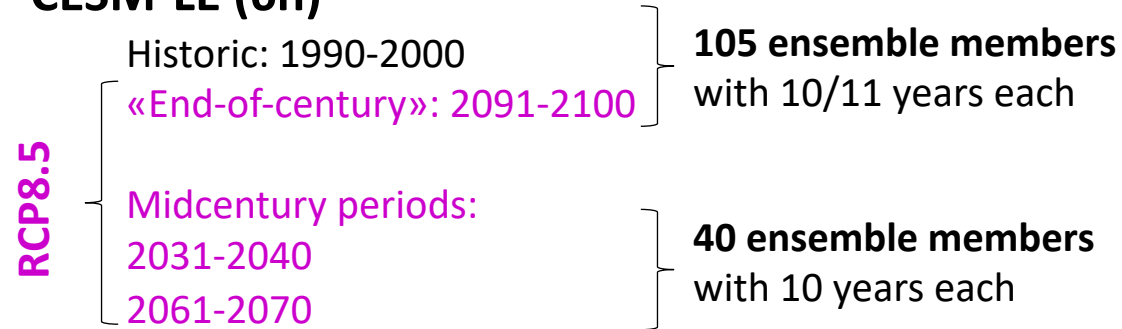 Historic: 1990-2000
«End-of-century»: 2091-2100
105 ensemble members
with 10/11 years each
RCP8.5
Midcentury periods:
2031-2040
2061-2070
40 ensemble members
with 10 years each